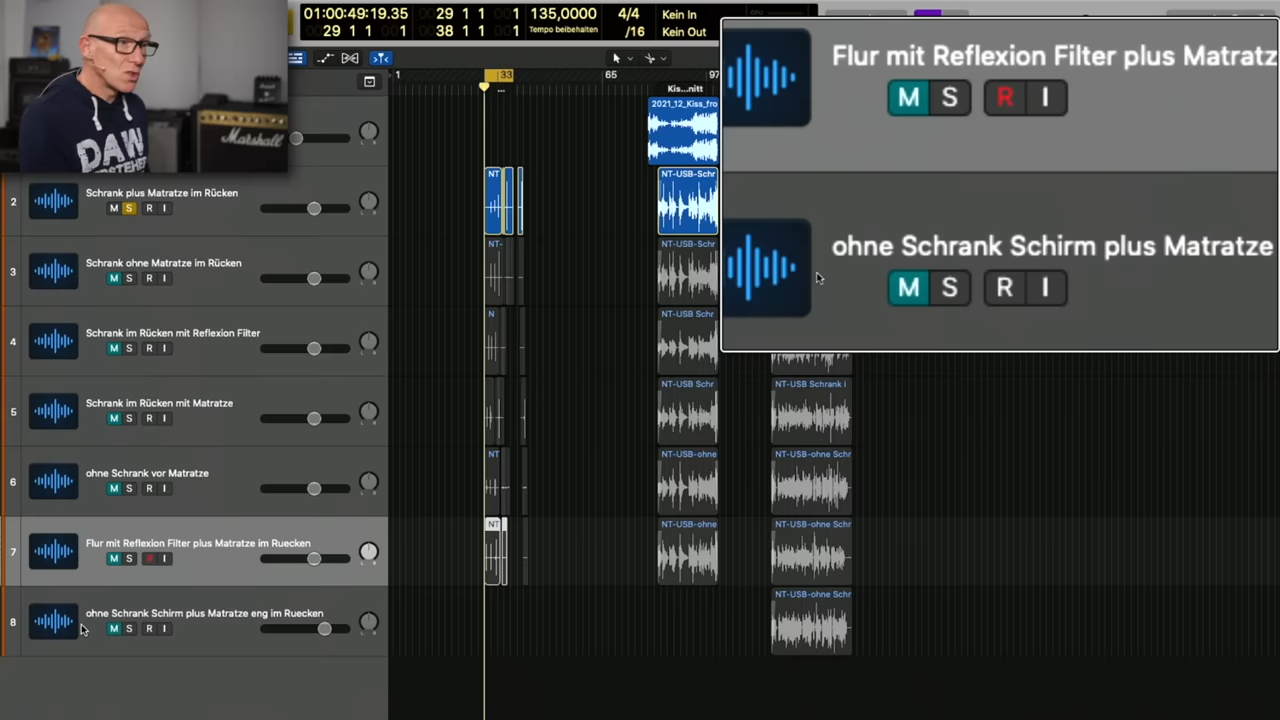 01:00:49:19.35
29 1 1 1
29 1 1 1
38 1 1 1
135,0000
Tempo beibehalten
4/4
/16
Kein In
Kein Out
DAW
Marshall
1
33
65
97
...
Kis...nitt
2021_12_Kiss_fro
Flur mit Reflexion Filter plus Matratz
M S R I
ohne Schrank Schirm plus Matratze
M S R I
2
Schrank plus Matratze im Rücken
M S R I
NT
NT-USB-Schr
3
Schrank ohne Matratze im Rücken
M S R I
NT-
NT-USB-Schr
4
Schrank im Rücken mit Reflexion Filter
M S R I
N
NT-USB Schr
5
Schrank im Rücken mit Matratze
M S R I
NT-USB Schr
NT-USB Schrank i
6
ohne Schrank vor Matratze
M S R I
NT
NT-USB-ohne
NT-USB-ohne Schr
7
Flur mit Reflexion Filter plus Matratze im Ruecken
M S R I
NT
NT-USB-ohne
NT-USB-ohne Schr
8
ohne Schrank Schirm plus Matratze eng im Ruecken
M S R I
NT-USB-ohne Schr